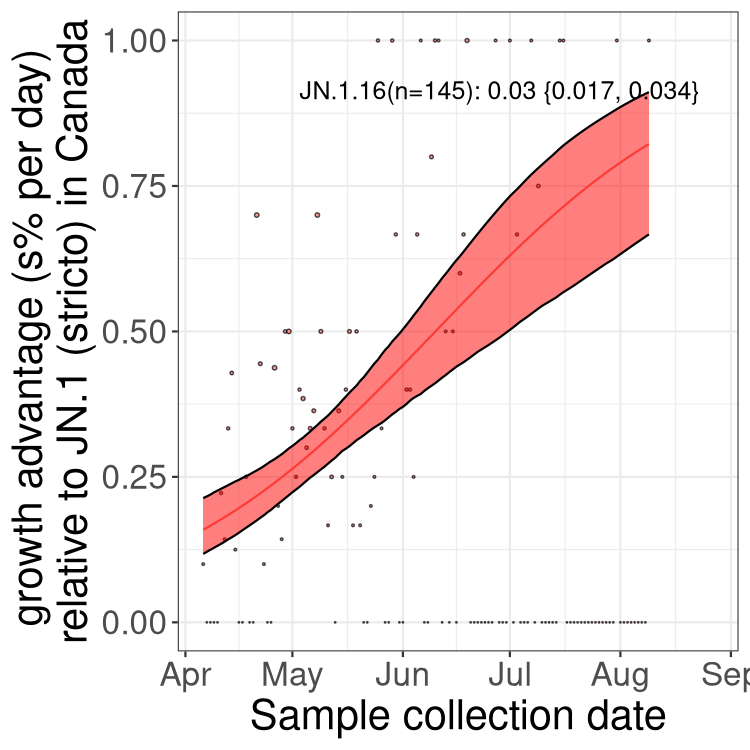 growth advantage (s% per day)
relative to JN.1 (stricto) in Canada
1.00
0.75
0.50
0.25
0.00
JN.1.16(n=145): 0.03 {0.017, 0.034}
Apr May Jun Jul Aug Sep
Sample collection date